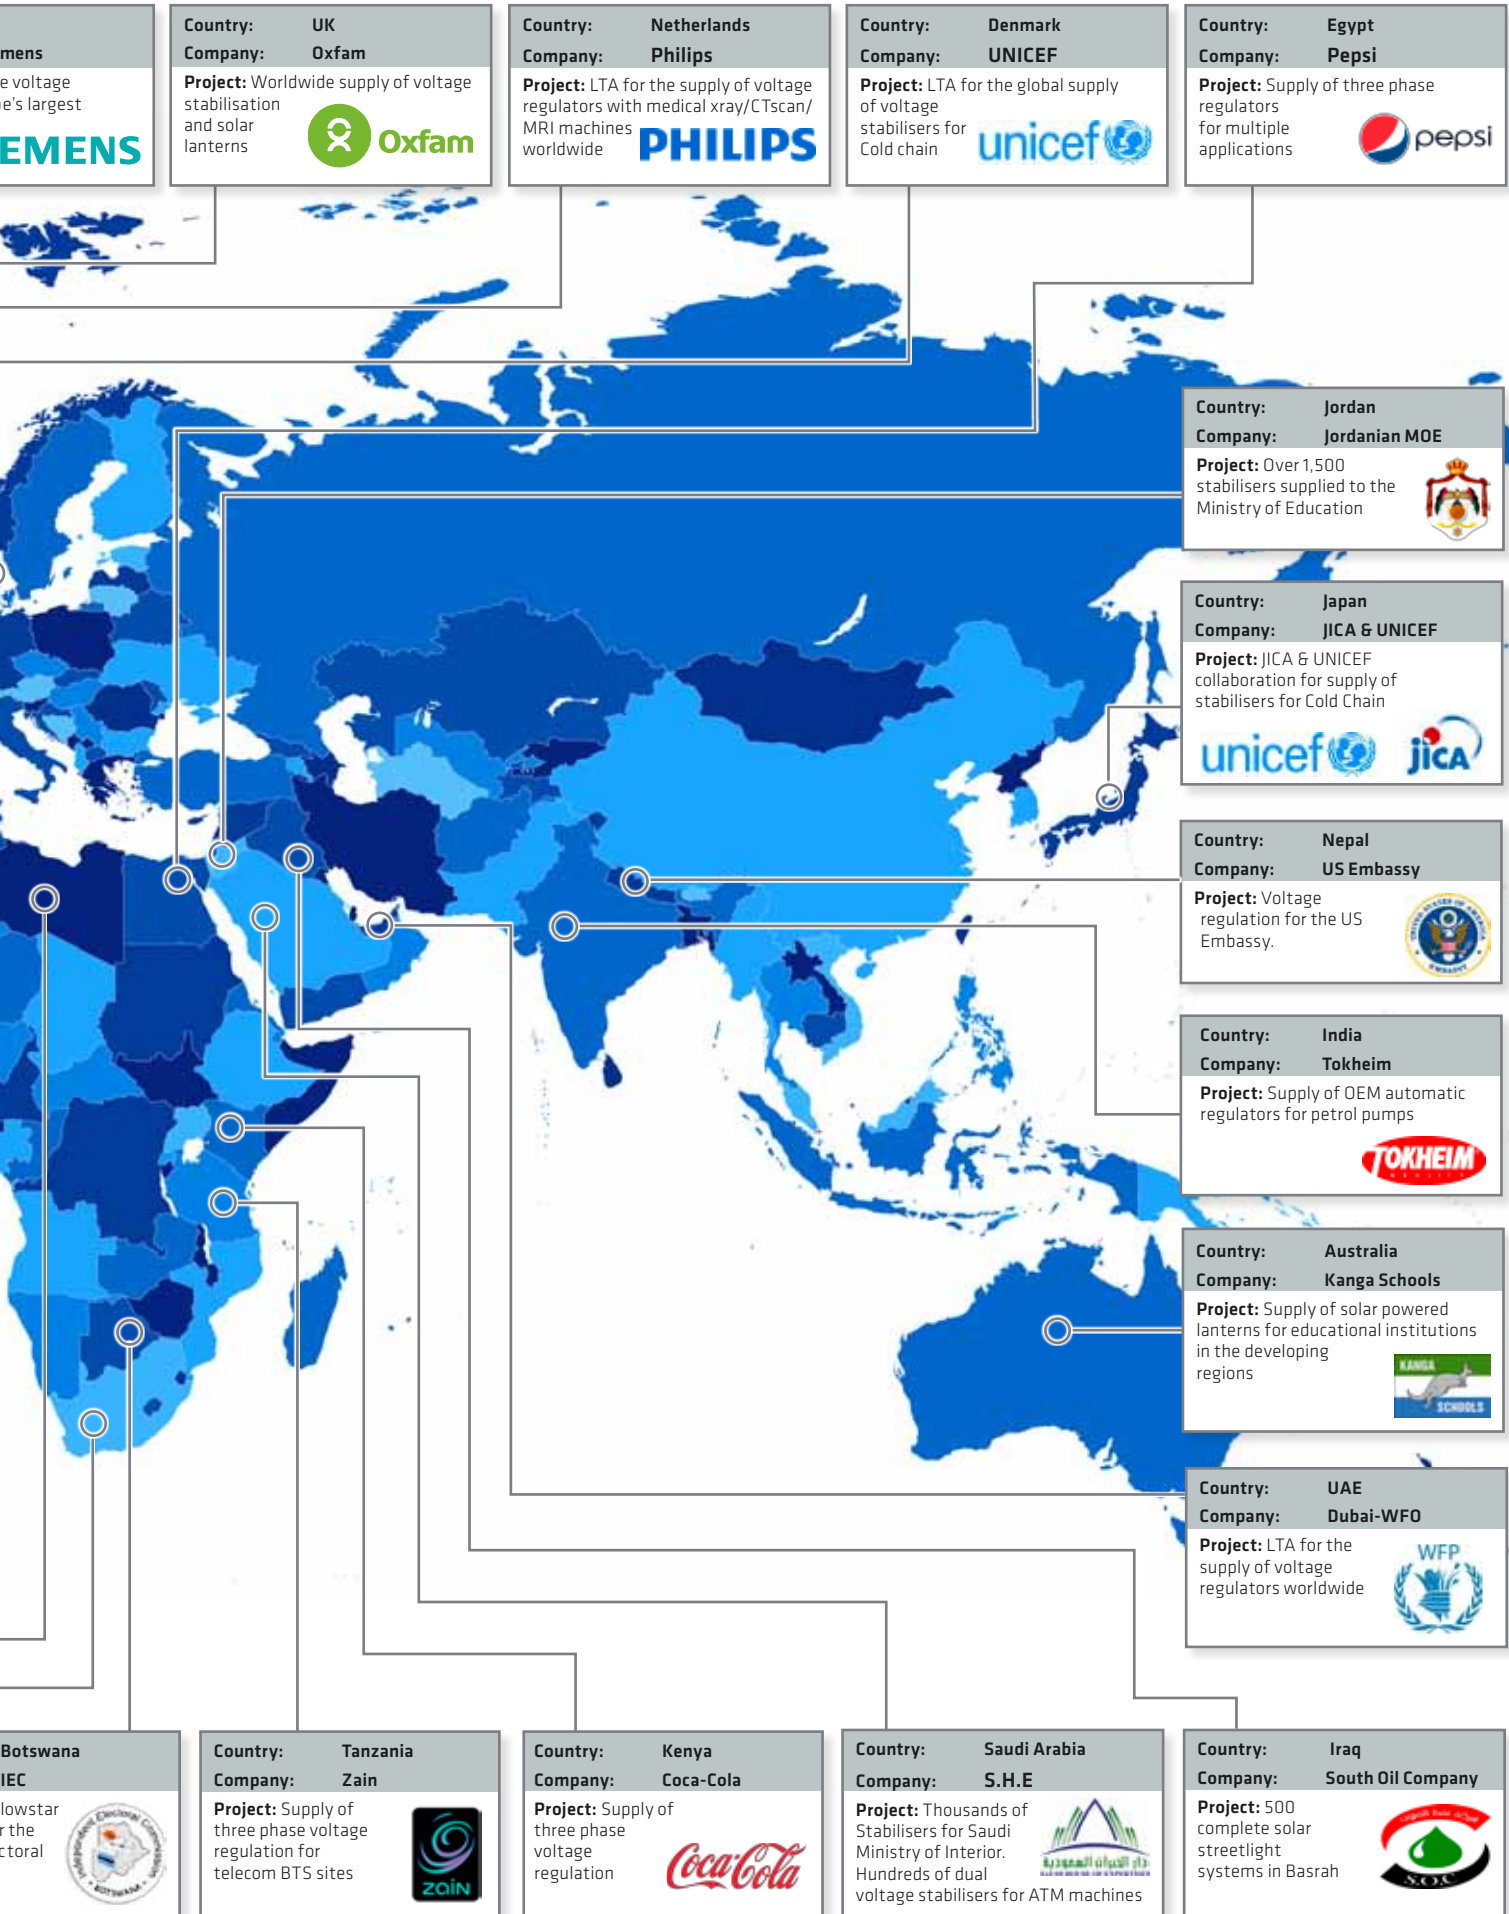 mens
e voltage
e's largest
EMENS
Country: UK
Company: Oxfam
Project: Worldwide supply of voltage
stabilisation
and solar
lanterns
Oxfam
Country: Netherlands
Company: Philips
Project: LTA for the supply of voltage
regulators with medical xray/CTscan/
MRI machines
worldwide
PHILIPS
Country: Denmark
Company: UNICEF
Project: LTA for the global supply
of voltage
stabilisers for
Cold chain
unicef
Country: Egypt
Company: Pepsi
Project: Supply of three phase
regulators
for multiple
applications
pepsi
Country: Jordan
Company: Jordanian MOE
Project: Over 1,500
stabilisers supplied to the
Ministry of Education
Country: Japan
Company: JICA & UNICEF
Project: JICA & UNICEF
collaboration for supply of
stabilisers for Cold Chain
unicef jica
Country: Nepal
Company: US Embassy
Project: Voltage
regulation for the US
Embassy.
UNITED STATES OF AMERICA
EMBASSY
Country: India
Company: Tokheim
Project: Supply of OEM automatic
regulators for petrol pumps
TOKHEIM
Country: Australia
Company: Kanga Schools
Project: Supply of solar powered
lanterns for educational institutions
in the developing
regions
KANGA
SCHOOLS
Country: UAE
Company: Dubai-WFO
Project: LTA for the
supply of voltage
regulators worldwide
WFP
Botswana
IEC
lowstar
r the
ctoral
Independent Electoral Commission
BOTSWANA
Country: Tanzania
Company: Zain
Project: Supply of
three phase voltage
regulation for
telecom BTS sites
zain
Country: Kenya
Company: Coca-Cola
Project: Supply of
three phase
voltage
regulation
Coca-Cola
Country: Saudi Arabia
Company: S.H.E
Project: Thousands of
Stabilisers for Saudi
Ministry of Interior.
Hundreds of dual
voltage stabilisers for ATM machines
دار الخبرات السعودية
Country: Iraq
Company: South Oil Company
Project: 500
complete solar
streetlight
systems in Basrah
S.O.C